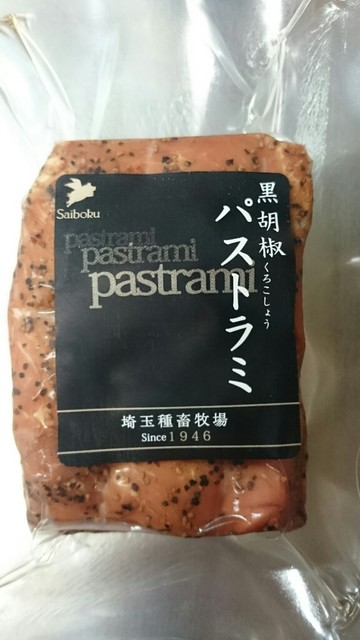 Saiboku
黒胡椒
くろこしょう
パストラミ
pastrami
pastrami
pastrami
埼玉種畜牧場
Since 1946